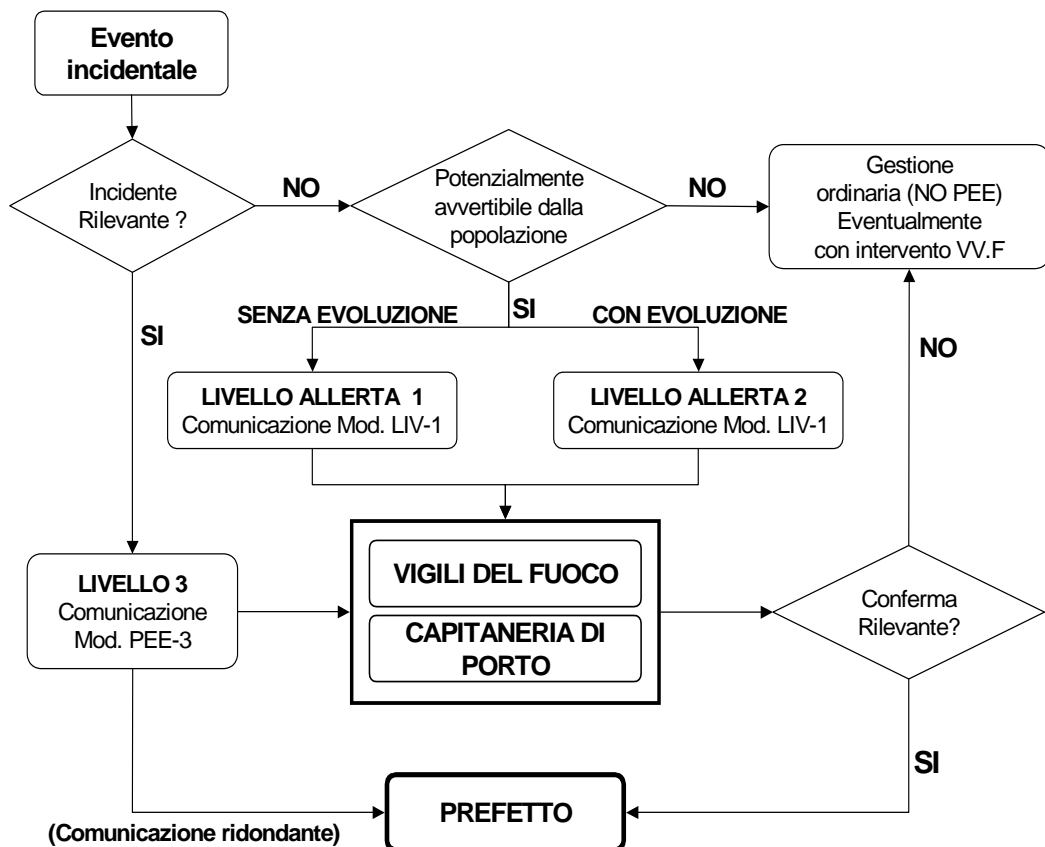 Evento
incidentale
Incidente
Rilevante ?
NO
Potenzialmente
avvertibile dalla
popolazione
NO
Gestione
ordinaria (NO PEE)
Eventualmente
con intervento VV.F
SI
SENZA EVOLUZIONE
SI
CON EVOLUZIONE
NO
LIVELLO ALLERTA 1
Comunicazione Mod. LIV-1
LIVELLO ALLERTA 2
Comunicazione Mod. LIV-1
LIVELLO 3
Comunicazione
Mod. PEE-3
VIGILI DEL FUOCO
CAPITANERIA DI
PORTO
Conferma
Rilevante?
SI
PREFETTO
(Comunicazione ridondante)